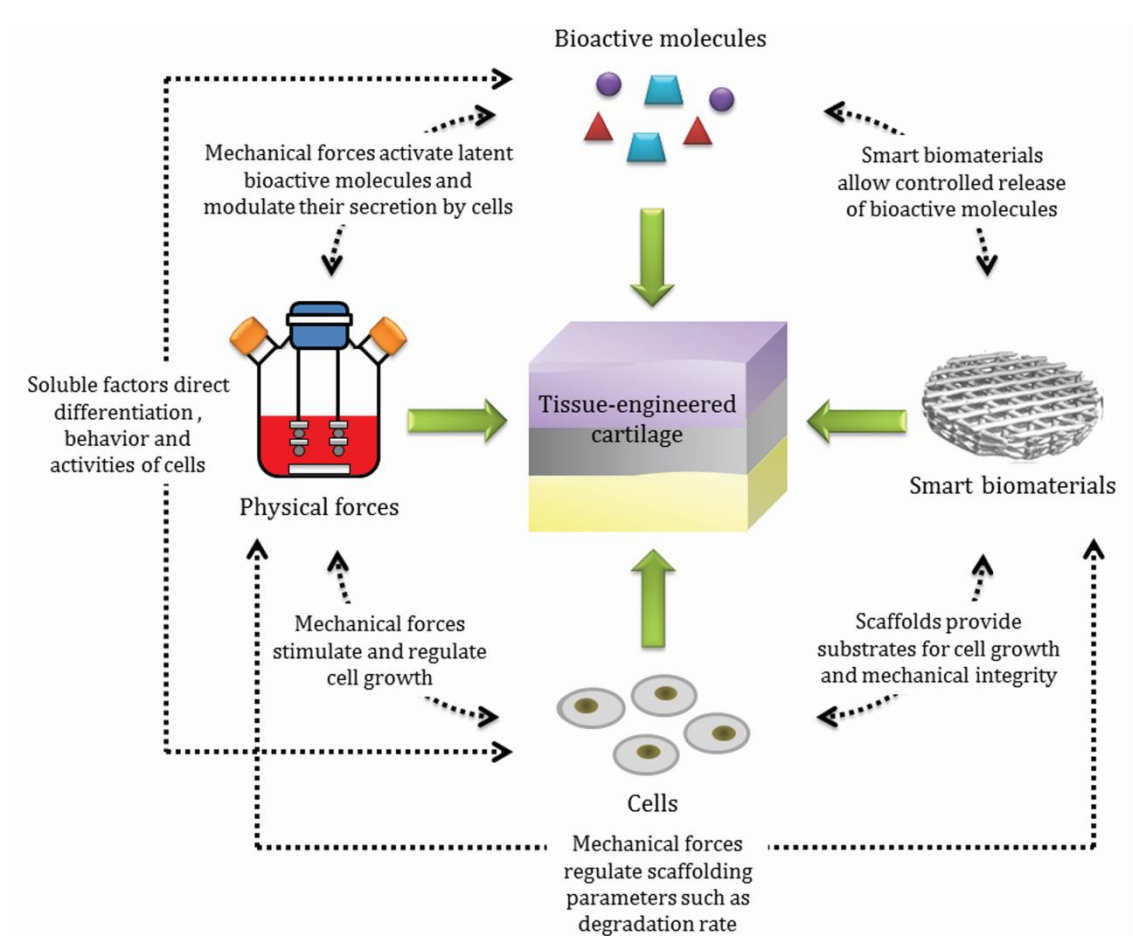 Bioactive molecules
Mechanical forces activate latent
bioactive molecules and
modulate their secretion by cells
Smart biomaterials
allow controlled release
of bioactive molecules
Soluble factors direct
differentiation ,
behavior and
activities of cells
Tissue-engineered
cartilage
Physical forces
Smart biomaterials
Mechanical forces
stimulate and regulate
cell growth
Scaffolds provide
substrates for cell growth
and mechanical integrity
Cells
Mechanical forces
regulate scaffolding
parameters such as
degradation rate